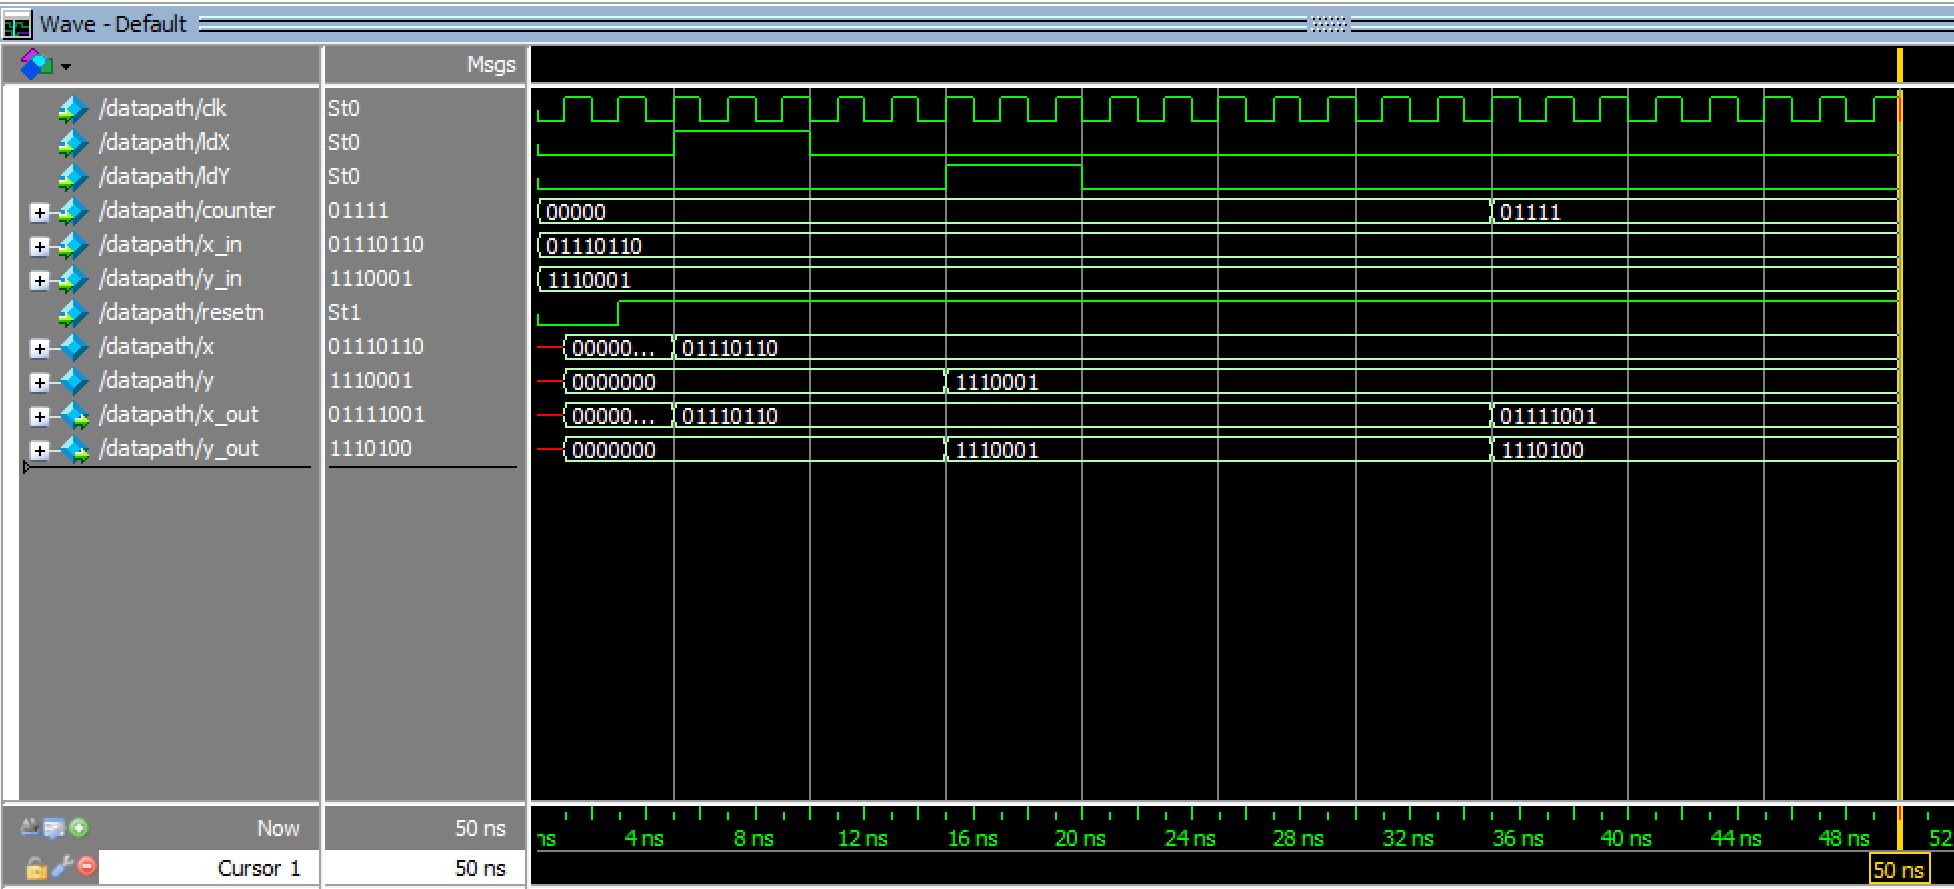 Wave - Default
Msgs
/datapath/clk St0
/datapath/ldX St0
/datapath/ldY St0
/datapath/counter 01111 00000 01111
/datapath/x_in 01110110 01110110
/datapath/y_in 1110001 1110001
/datapath/resetn St1
/datapath/x 01110110 00000... 01110110
/datapath/y 1110001 0000000 1110001
/datapath/x_out 01111001 00000... 01110110 01111001
/datapath/y_out 1110100 0000000 1110001 1110100
Now 50 ns ns 4 ns 8 ns 12 ns 16 ns 20 ns 24 ns 28 ns 32 ns 36 ns 40 ns 44 ns 48 ns 52
Cursor 1 50 ns 50 ns